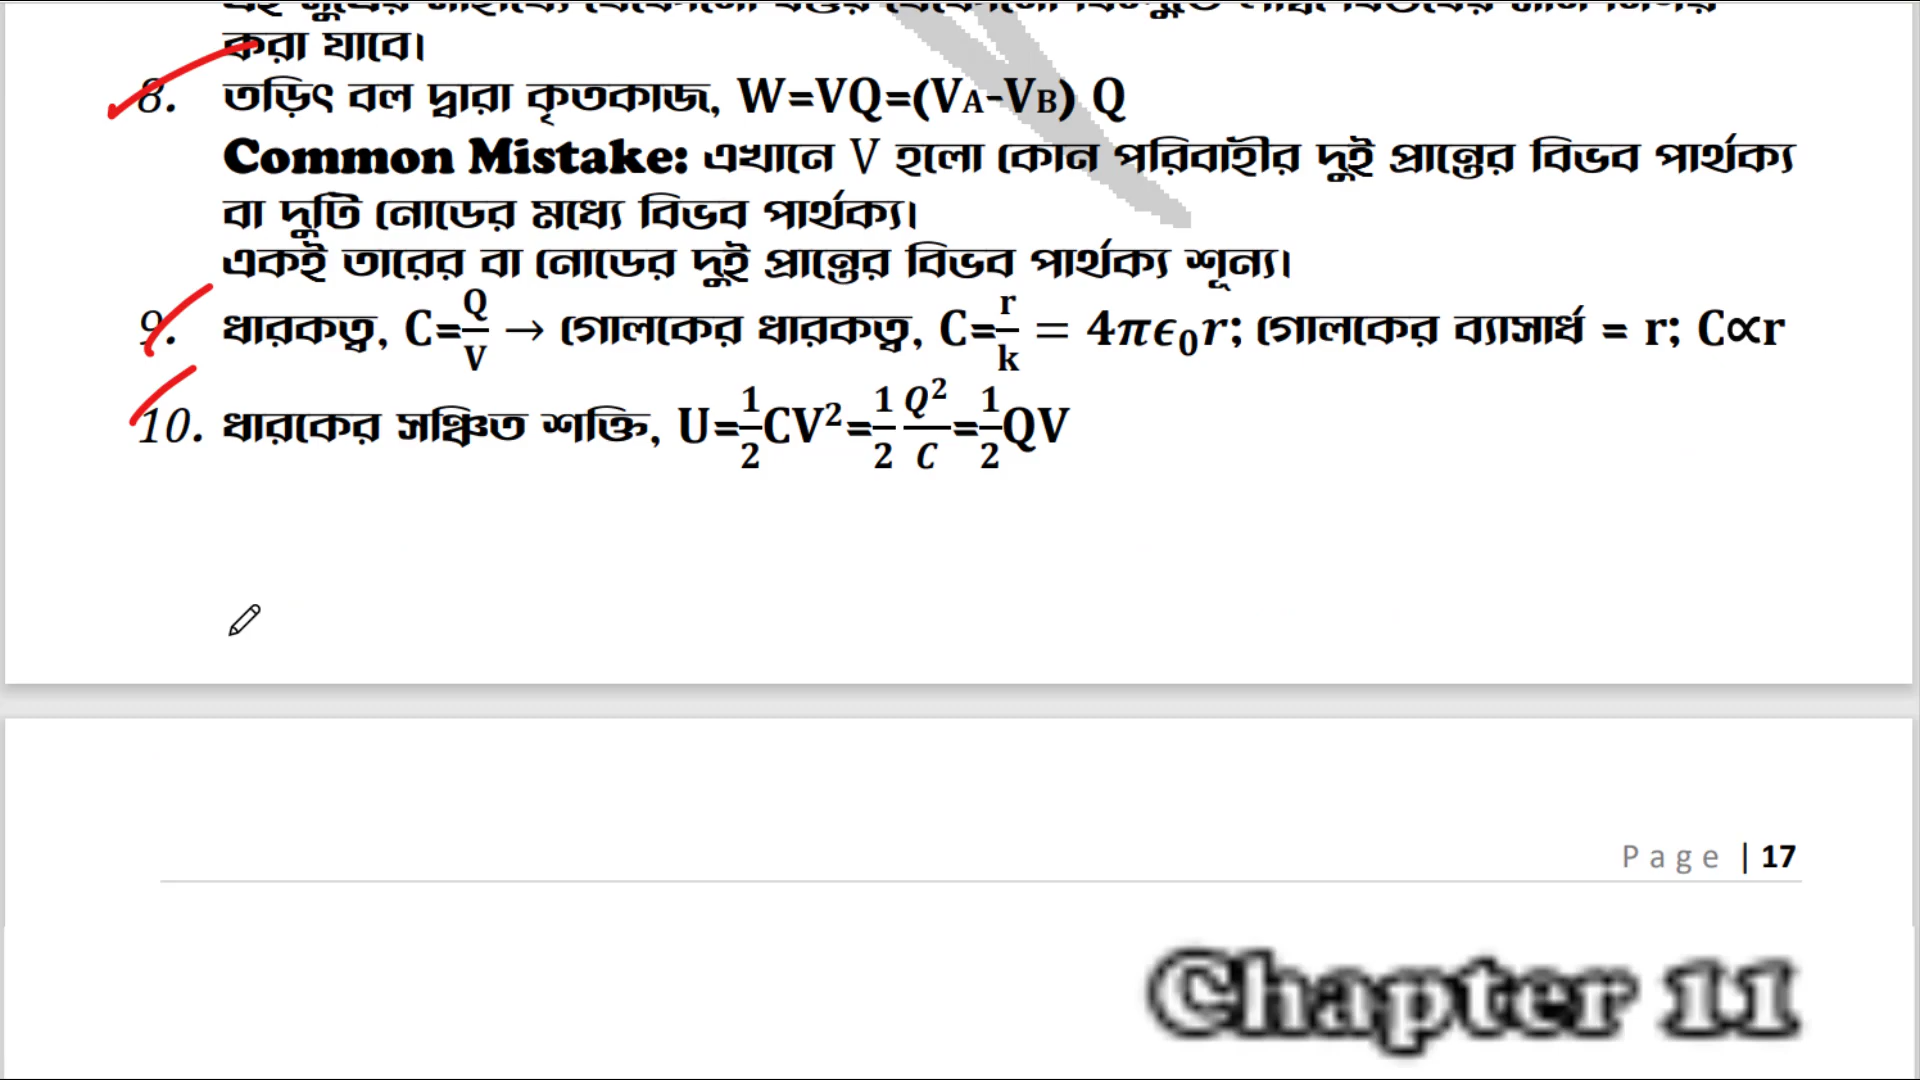 করা যাবে।
8. তড়িৎ বল দ্বারা কৃতকাজ, W=VQ=(VA-VB) Q
Common Mistake: এখানে V হলো কোন পরিবাহীর দুই প্রান্তের বিভব পার্থক্য
বা দুটি নোডের মধ্যে বিভব পার্থক্য।
একই তারের বা নোডের দুই প্রান্তের বিভব পার্থক্য শূন্য।
9. ধারকত্ব, C=Q/V → গোলকের ধারকত্ব, C=r/k = 4πϵ₀r; গোলকের ব্যাসার্ধ = r; C∝r
10. ধারকের সঞ্চিত শক্তি, U=1/2CV²=1/2 Q²/C=1/2QV
Page | 17
Chapter 11